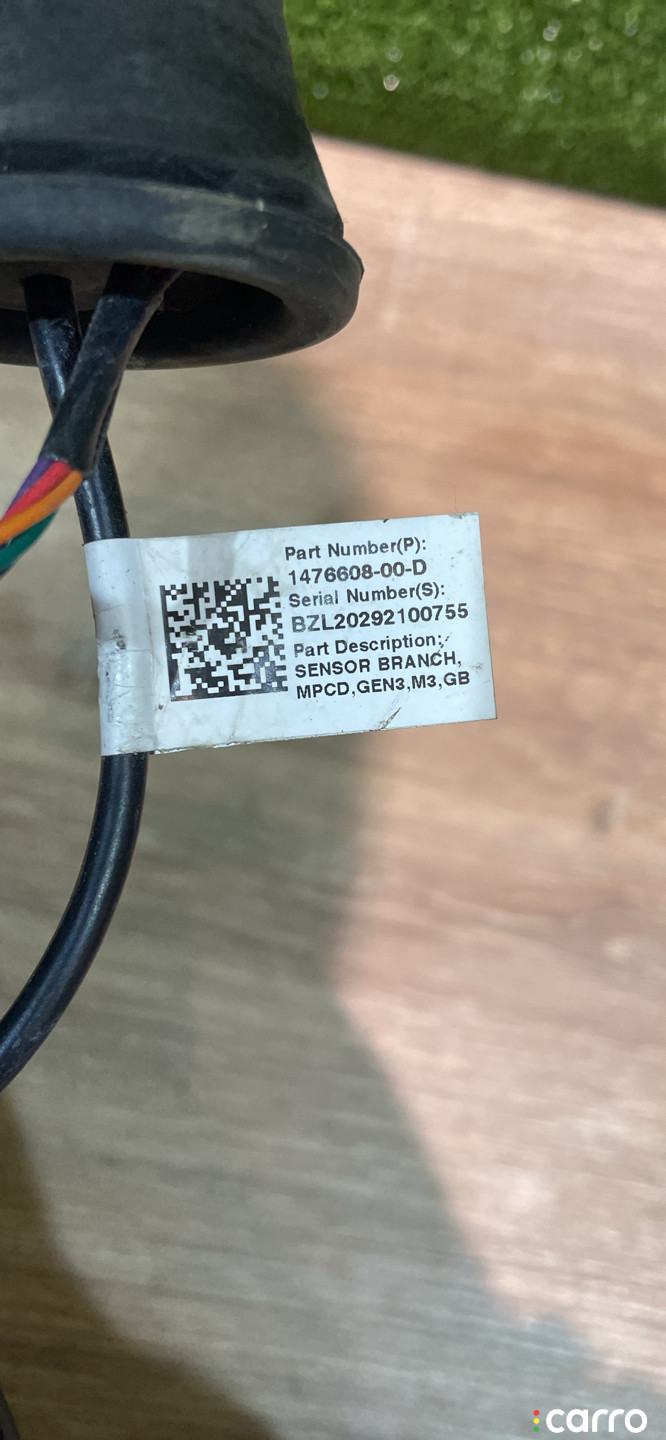 Part Number(P):
1476608-00-D
Serial Number(S):
BZL20292100755
Part Description:
SENSOR BRANCH,
MPCD,GEN3,M3,GB
carro